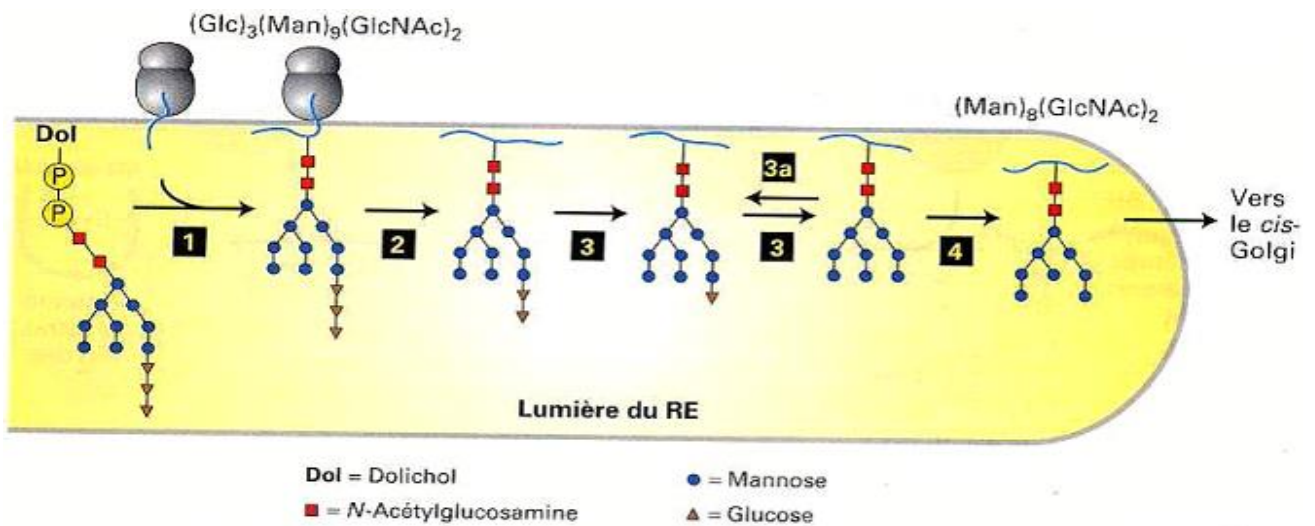 (Glc)₃(Man)₉(GlcNAc)₂
(Man)₈(GlcNAc)₂
Dol
P
P
1
2
3
3a
3
4
Vers
le cis-
Golgi
Lumière du RE
Dol = Dolichol
= Mannose
= N-Acétylglucosamine
= Glucose